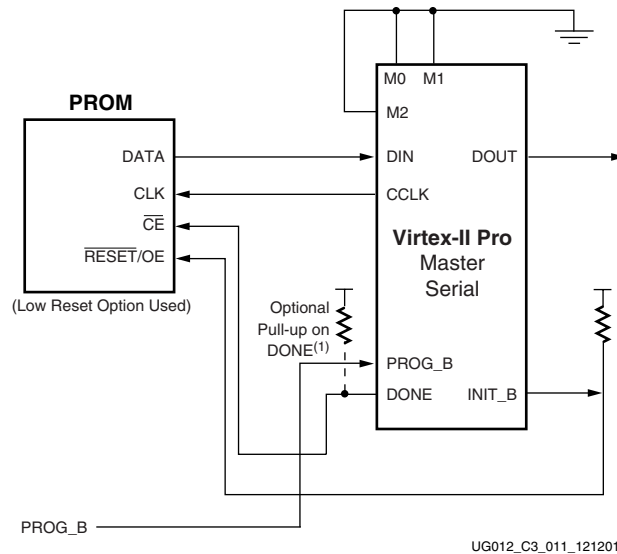 M0 M1
PROM
M2
DATA
DIN
DOUT
CLK
CCLK
CE
Virtex-II Pro
Master
Serial
RESET/OE
(Low Reset Option Used)
Optional
Pull-up on
DONE(1)
PROG_B
DONE
INIT_B
PROG_B
UG012_C3_011_121201